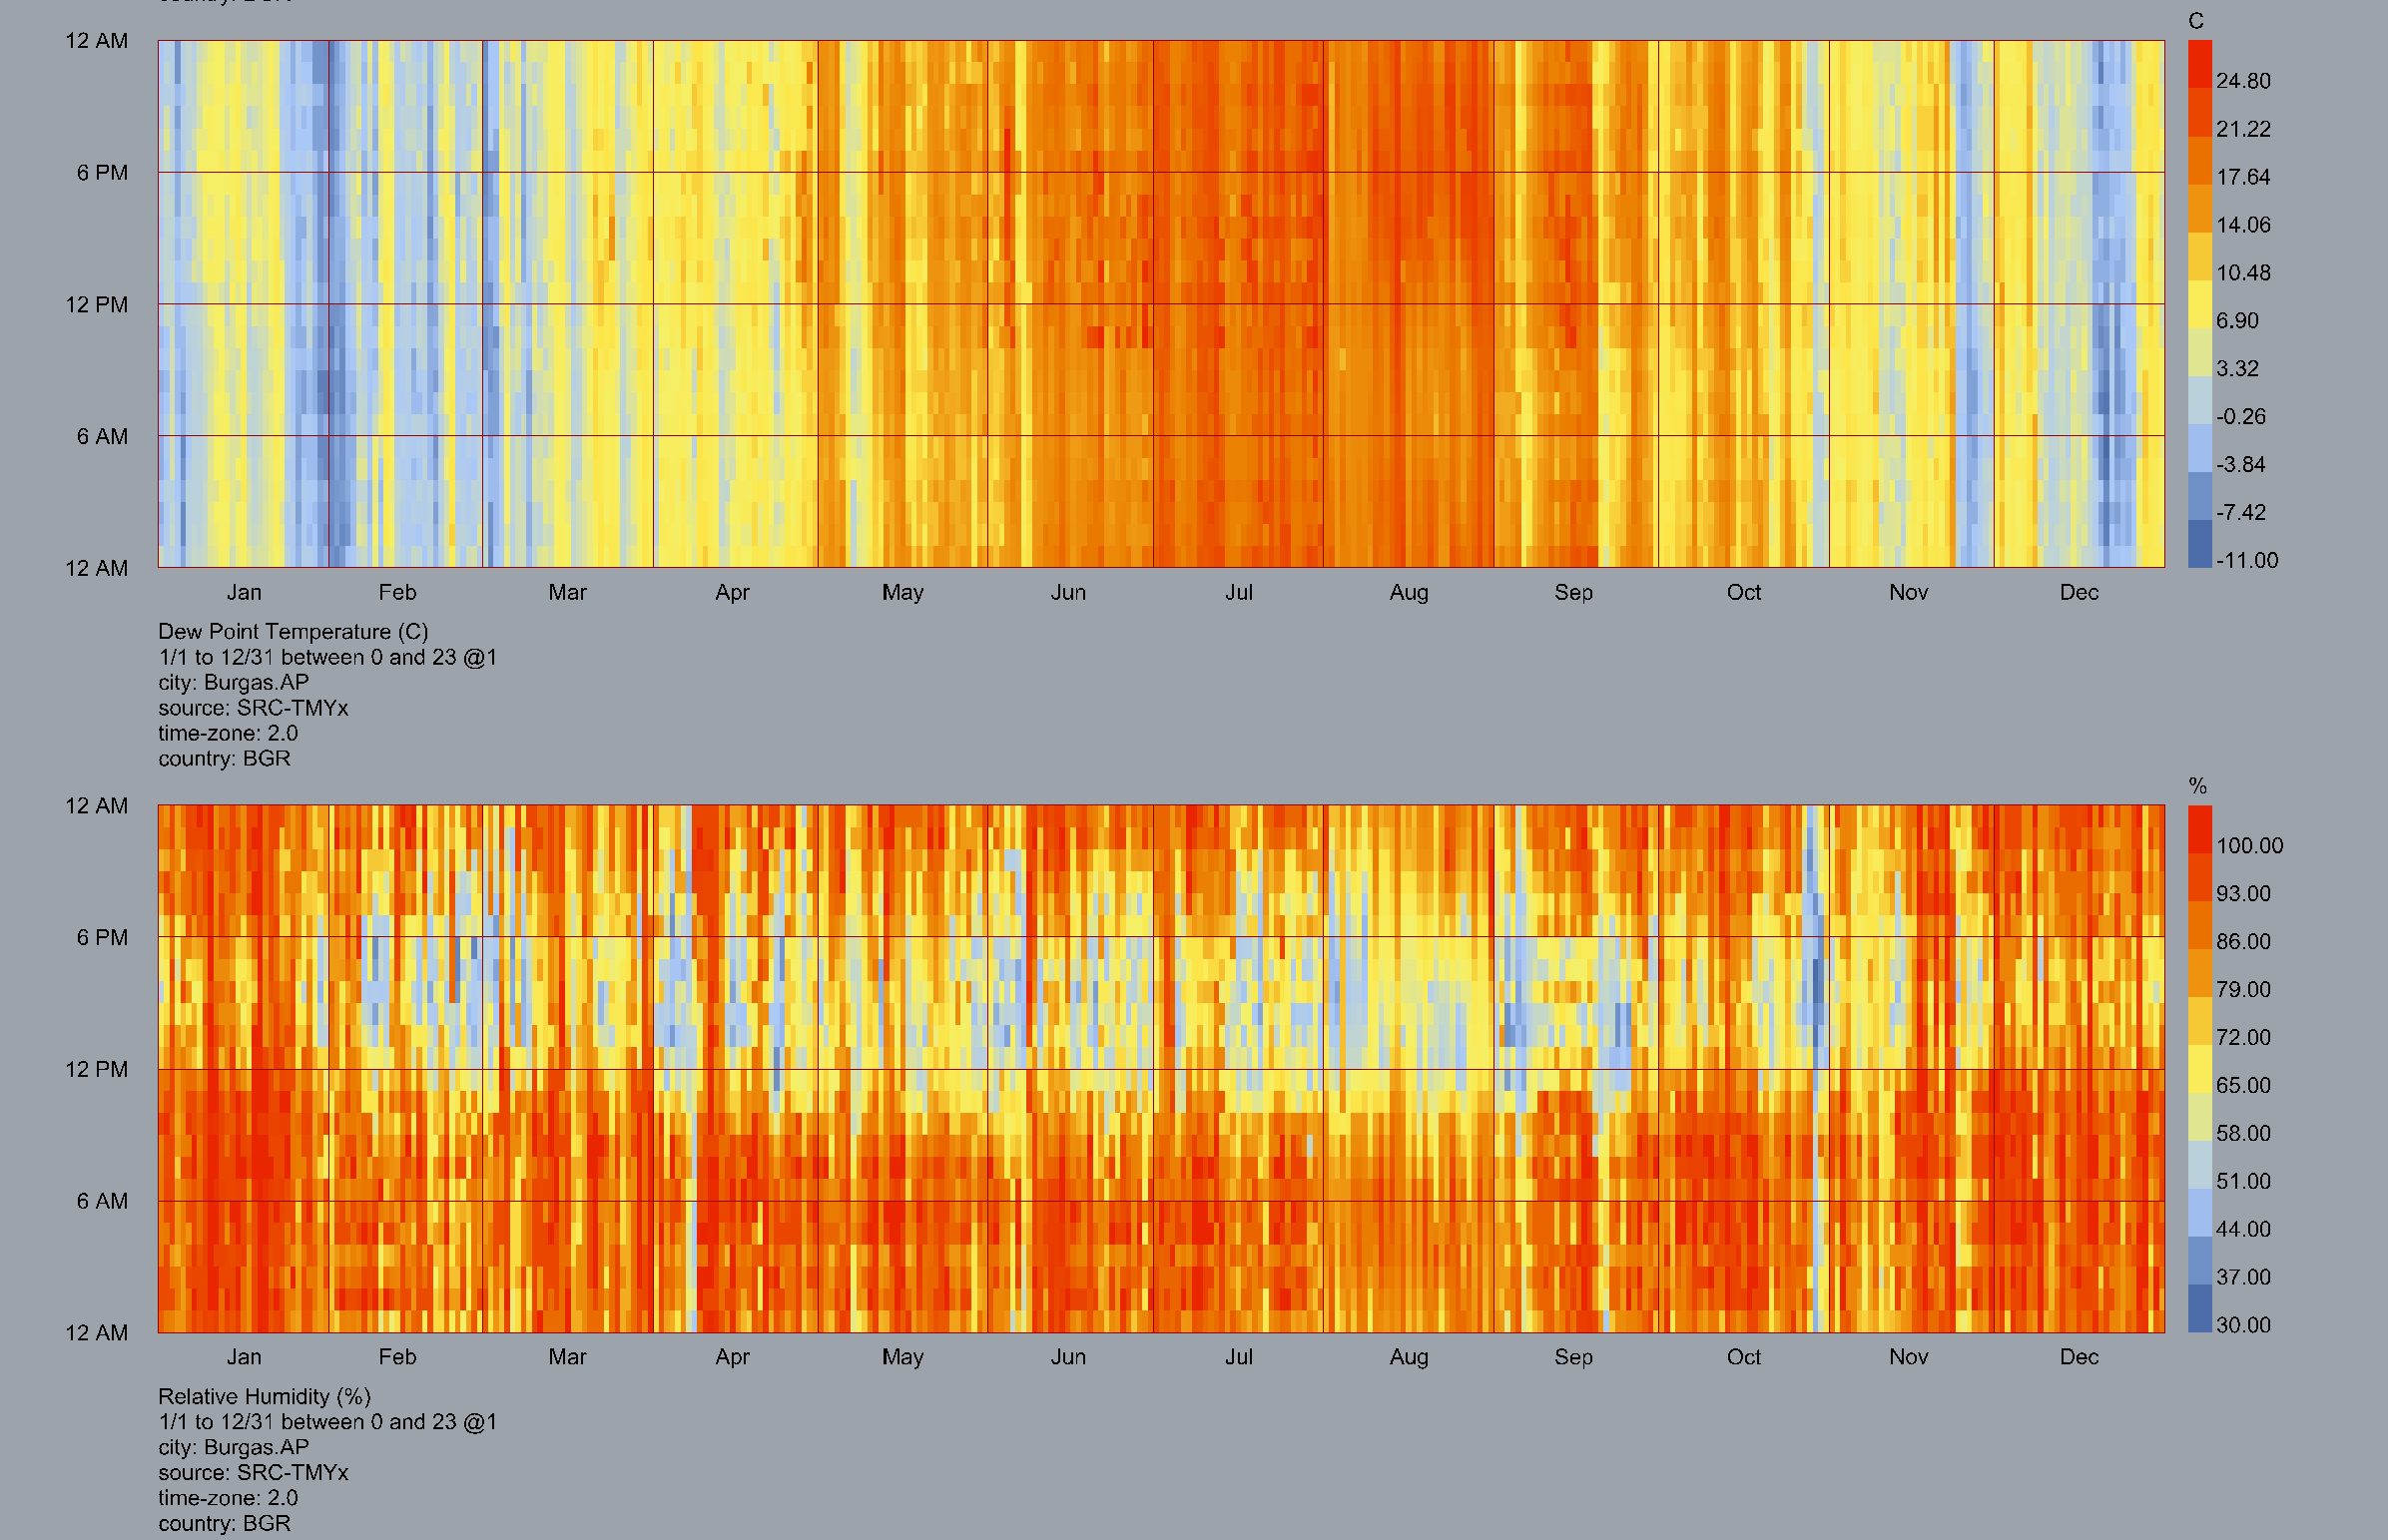 C
12 AM
6 PM
12 PM
6 AM
12 AM
24.80
21.22
17.64
14.06
10.48
6.90
3.32
-0.26
-3.84
-7.42
-11.00
Jan Feb Mar Apr May Jun Jul Aug Sep Oct Nov Dec
Dew Point Temperature (C)
1/1 to 12/31 between 0 and 23 @1
city: Burgas.AP
source: SRC-TMYx
time-zone: 2.0
country: BGR
%
12 AM
6 PM
12 PM
6 AM
12 AM
100.00
93.00
86.00
79.00
72.00
65.00
58.00
51.00
44.00
37.00
30.00
Jan Feb Mar Apr May Jun Jul Aug Sep Oct Nov Dec
Relative Humidity (%)
1/1 to 12/31 between 0 and 23 @1
city: Burgas.AP
source: SRC-TMYx
time-zone: 2.0
country: BGR